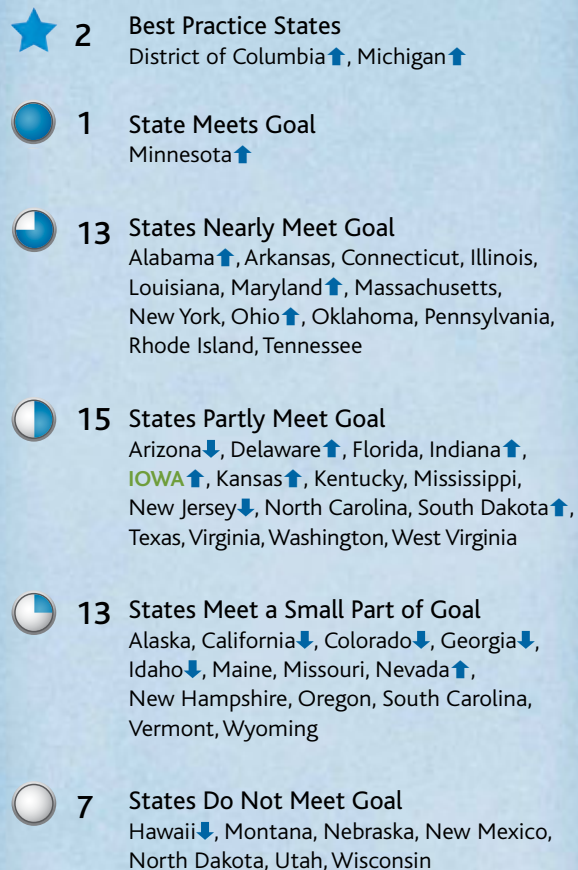 2 Best Practice States
District of Columbia⬆, Michigan⬆
1 State Meets Goal
Minnesota⬆
13 States Nearly Meet Goal
Alabama⬆, Arkansas, Connecticut, Illinois,
Louisiana, Maryland⬆, Massachusetts,
New York, Ohio⬆, Oklahoma, Pennsylvania,
Rhode Island, Tennessee
15 States Partly Meet Goal
Arizona⬇, Delaware⬆, Florida, Indiana⬆,
IOWA⬆, Kansas⬆, Kentucky, Mississippi,
New Jersey⬇, North Carolina, South Dakota⬆,
Texas, Virginia, Washington, West Virginia
13 States Meet a Small Part of Goal
Alaska, California⬇, Colorado⬇, Georgia⬇,
Idaho⬇, Maine, Missouri, Nevada⬆,
New Hampshire, Oregon, South Carolina,
Vermont, Wyoming
7 States Do Not Meet Goal
Hawaii⬇, Montana, Nebraska, New Mexico,
North Dakota, Utah, Wisconsin